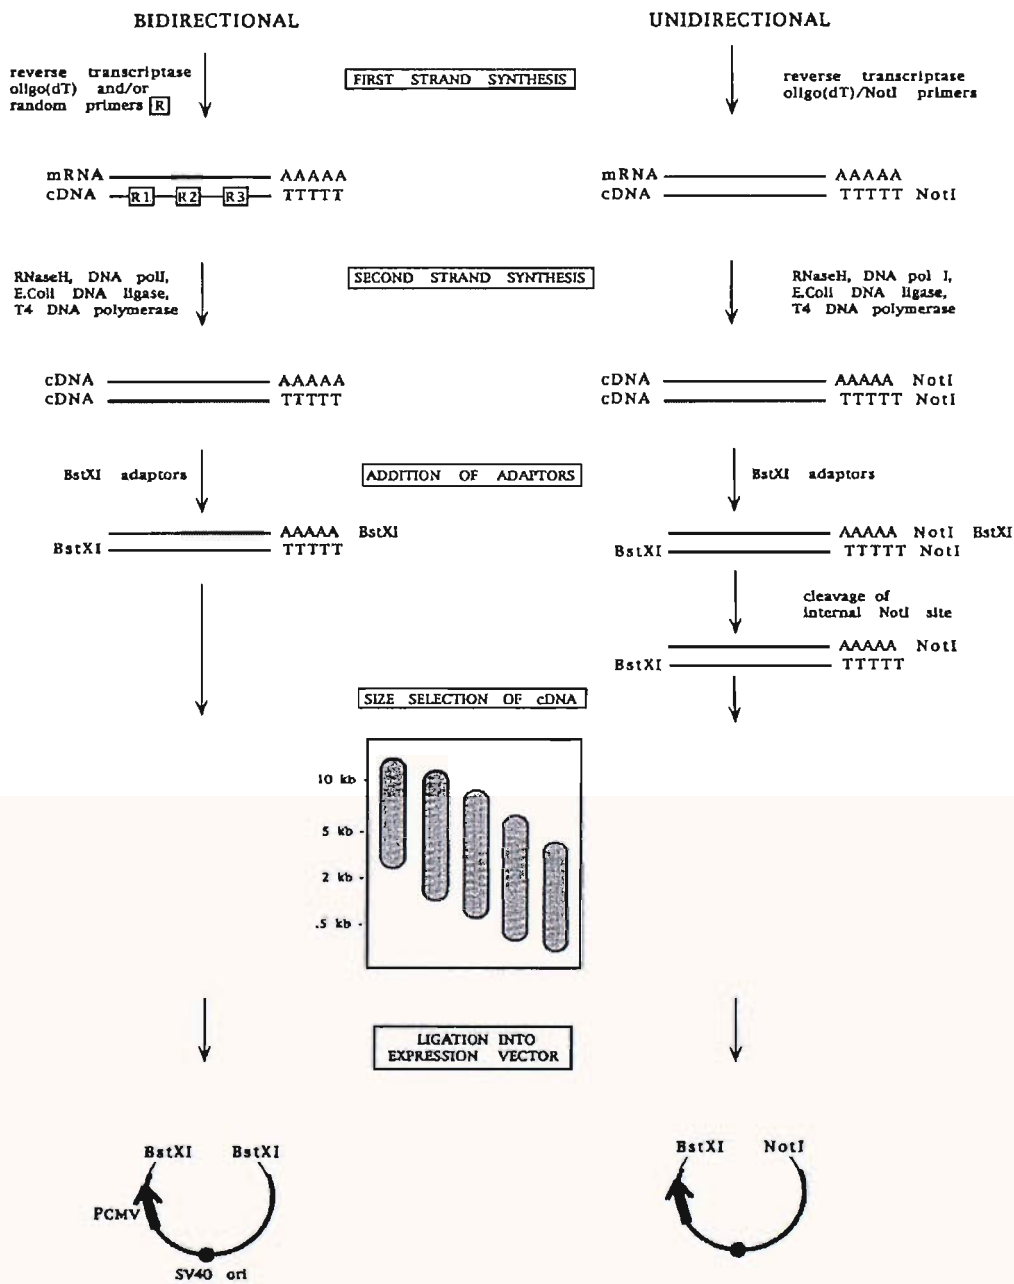 BIDIRECTIONAL
UNIDIRECTIONAL
reverse transcriptase
oligo(dT) and/or
random primers R
FIRST STRAND SYNTHESIS
reverse transcriptase
oligo(dT)/NotI primers
mRNA AAAAA
cDNA R1 R2 R3 TTTTT
mRNA AAAAA
cDNA TTTTT NotI
RNaseH, DNA polI,
E.Coli DNA ligase,
T4 DNA polymerase
SECOND STRAND SYNTHESIS
RNaseH, DNA pol I,
E.Coli DNA ligase,
T4 DNA polymerase
cDNA AAAAA
cDNA TTTTT
cDNA AAAAA NotI
cDNA TTTTT NotI
BstXI adaptors
ADDITION OF ADAPTORS
BstXI adaptors
AAAAA BstXI
BstXI TTTTT
AAAAA NotI BstXI
BstXI TTTTT NotI
cleavage of
internal NotI site
AAAAA NotI
BstXI TTTTT
SIZE SELECTION OF cDNA
10 kb -
5 kb -
2 kb -
.5 kb -
LIGATION INTO
EXPRESSION VECTOR
BstXI BstXI
PCMV
SV40 ori
BstXI NotI